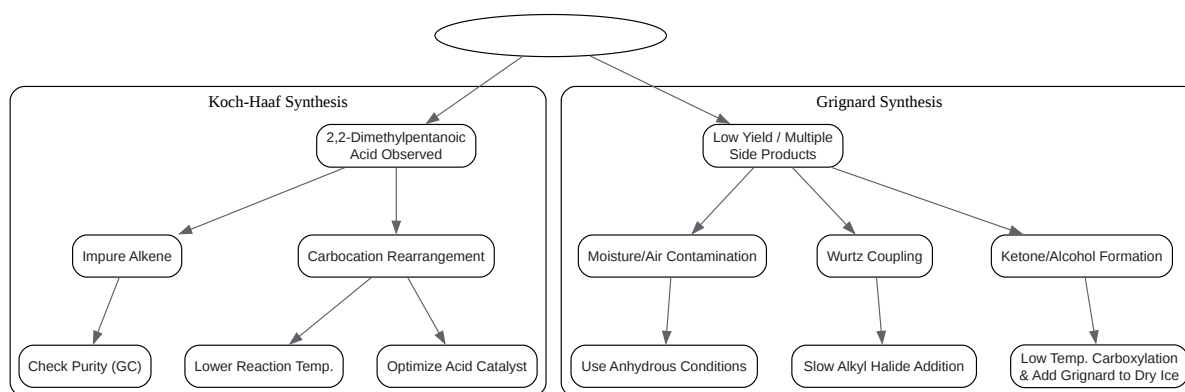 Koch-Haaf Synthesis
Grignard Synthesis
2,2-Dimethylpentanoic
Acid Observed
Low Yield / Multiple
Side Products
Impure Alkene
Carbocation Rearrangement
Moisture/Air Contamination
Wurtz Coupling
Ketone/Alcohol Formation
Check Purity (GC)
Lower Reaction Temp.
Optimize Acid Catalyst
Use Anhydrous Conditions
Slow Alkyl Halide Addition
Low Temp. Carboxylation
& Add Grignard to Dry Ice